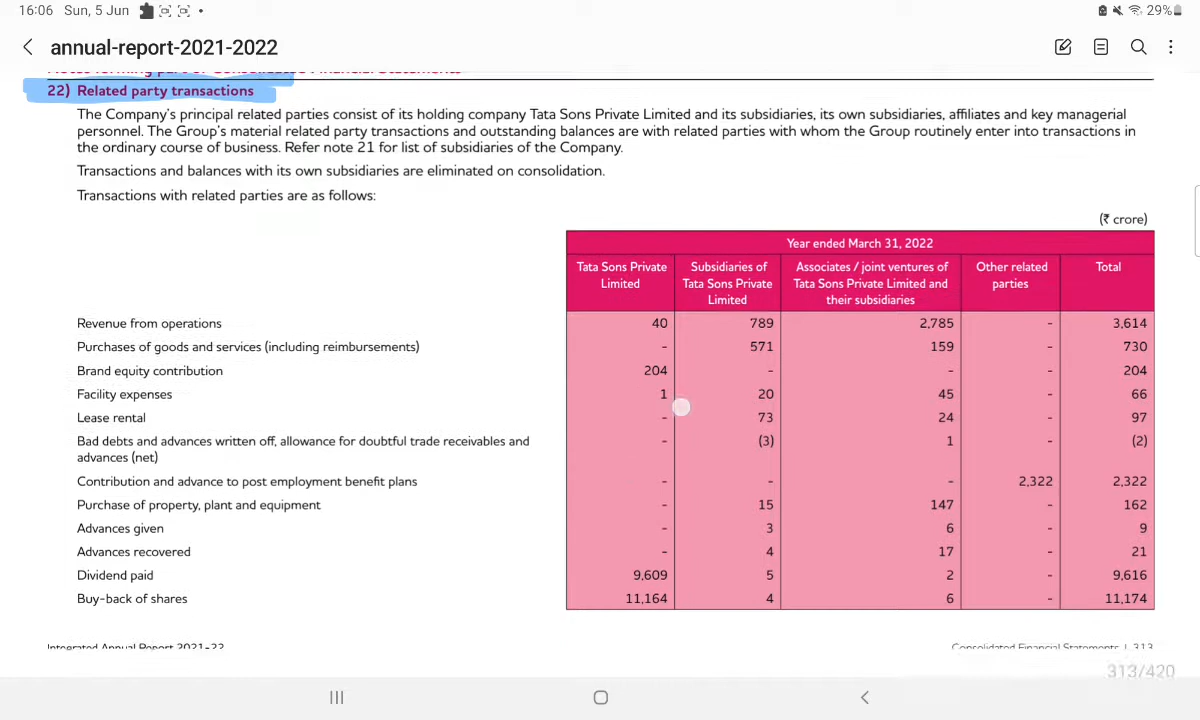 16:06 Sun, 5 Jun
29%
annual-report-2021-2022
22) Related party transactions
The Company's principal related parties consist of its holding company Tata Sons Private Limited and its subsidiaries, its own subsidiaries, affiliates and key managerial
personnel. The Group's material related party transactions and outstanding balances are with related parties with whom the Group routinely enter into transactions in
the ordinary course of business. Refer note 21 for list of subsidiaries of the Company.
Transactions and balances with its own subsidiaries are eliminated on consolidation.
Transactions with related parties are as follows:
(₹ crore)
Year ended March 31, 2022
Tata Sons Private Subsidiaries of Associates / joint ventures of Other related Total
Limited Tata Sons Private Tata Sons Private Limited and parties
Limited their subsidiaries
Revenue from operations 40 789 2,785 - 3,614
Purchases of goods and services (including reimbursements) - 571 159 - 730
Brand equity contribution 204 - - - 204
Facility expenses 1 20 45 - 66
Lease rental - 73 24 - 97
Bad debts and advances written off, allowance for doubtful trade receivables and - (3) 1 - (2)
advances (net)
Contribution and advance to post employment benefit plans - - - 2,322 2,322
Purchase of property, plant and equipment - 15 147 - 162
Advances given - 3 6 - 9
Advances recovered - 4 17 - 21
Dividend paid 9,609 5 2 - 9,616
Buy-back of shares 11,164 4 6 - 11,174
Integrated Annual Report 2021-22 Consolidated Financial Statements | 313
313/420